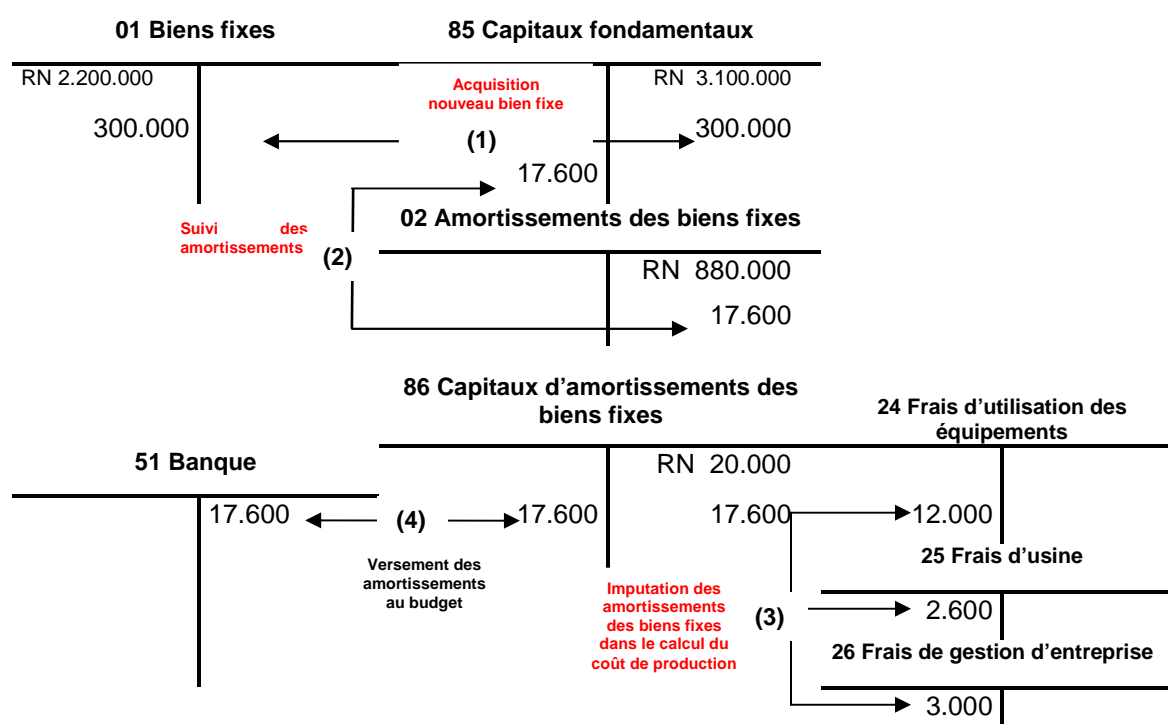 01 Biens fixes
85 Capitaux fondamentaux
RN 2.200.000
Acquisition
nouveau bien fixe
RN 3.100.000
300.000
(1)
300.000
17.600
Suivi des
amortissements
(2)
02 Amortissements des biens fixes
RN 880.000
17.600
86 Capitaux d’amortissements des
biens fixes
24 Frais d’utilisation des
équipements
51 Banque
RN 20.000
17.600
(4)
17.600
17.600
12.000
Versement des
amortissements
au budget
25 Frais d’usine
Imputation des
amortissements
des biens fixes
dans le calcul du
coût de production
(3)
2.600
26 Frais de gestion d’entreprise
3.000